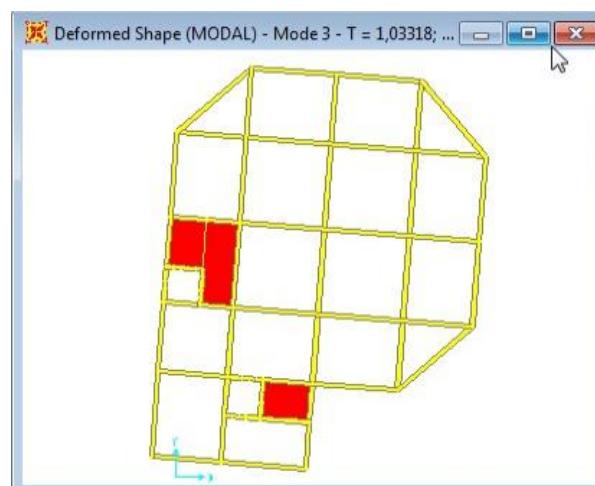 Deformed Shape (MODAL) - Mode 3 - T = 1,03318; ...
Y